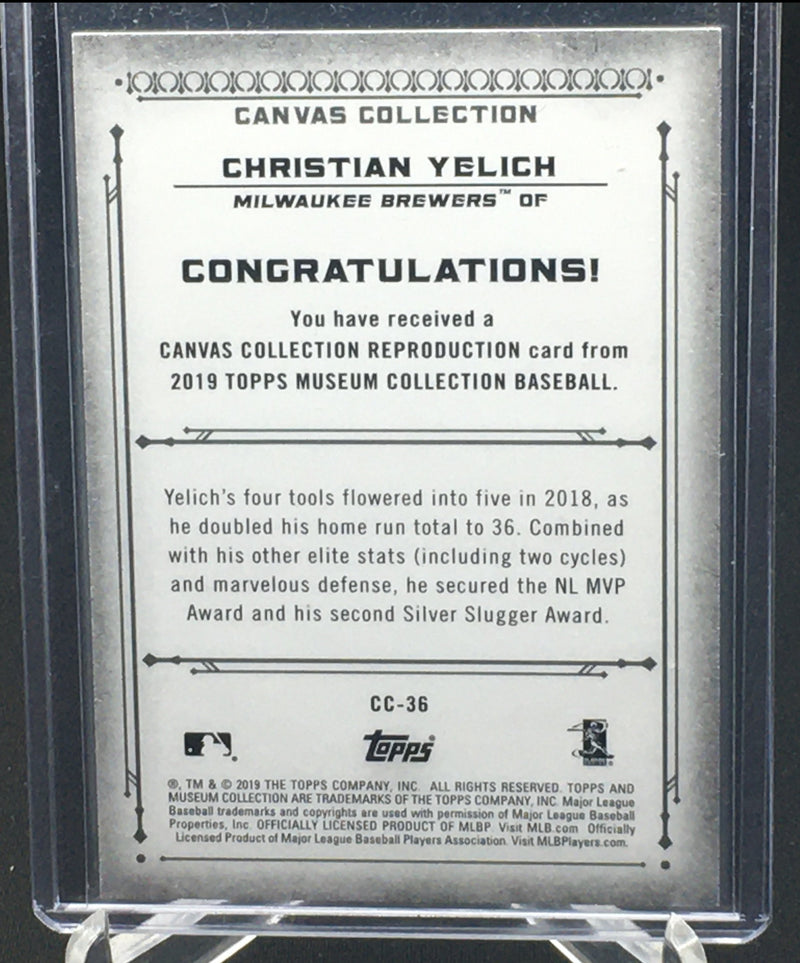 CANVAS COLLECTION
CHRISTIAN YELICH
MILWAUKEE BREWERS™ OF
CONGRATULATIONS!
You have received a
CANVAS COLLECTION REPRODUCTION card from
2019 TOPPS MUSEUM COLLECTION BASEBALL.
Yelich's four tools flowered into five in 2018, as
he doubled his home run total to 36. Combined
with his other elite stats (including two cycles)
and marvelous defense, he secured the NL MVP
Award and his second Silver Slugger Award.
CC-36
Topps
®, TM & © 2019 THE TOPPS COMPANY, INC. ALL RIGHTS RESERVED. TOPPS AND
MUSEUM COLLECTION ARE TRADEMARKS OF THE TOPPS COMPANY, INC. Major League
Baseball trademarks and copyrights are used with permission of Major League Baseball
Properties, Inc. OFFICIALLY LICENSED PRODUCT OF MLBP. Visit MLB.com Officially
Licensed Product of Major League Baseball Players Association. Visit MLBPlayers.com.